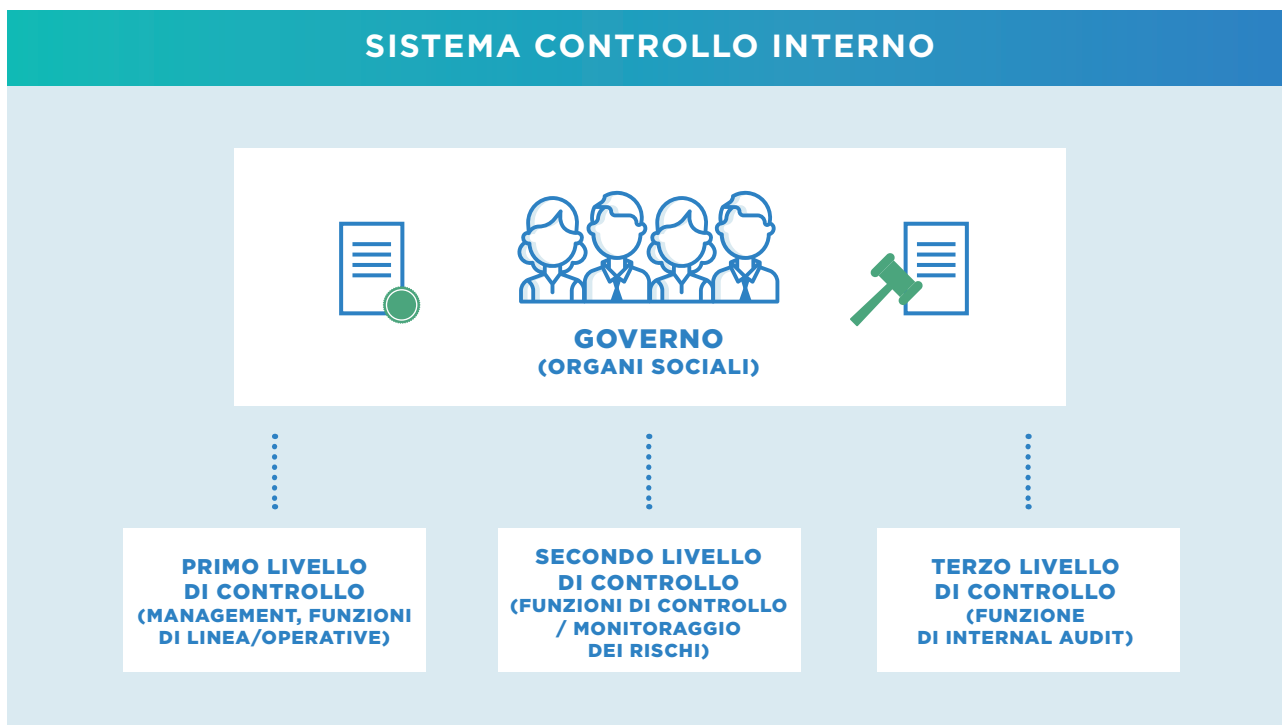 SISTEMA CONTROLLO INTERNO
GOVERNO
(ORGANI SOCIALI)
PRIMO LIVELLO
DI CONTROLLO
(MANAGEMENT, FUNZIONI
DI LINEA/OPERATIVE)
SECONDO LIVELLO
DI CONTROLLO
(FUNZIONI DI CONTROLLO
/ MONITORAGGIO
DEI RISCHI)
TERZO LIVELLO
DI CONTROLLO
(FUNZIONE
DI INTERNAL AUDIT)